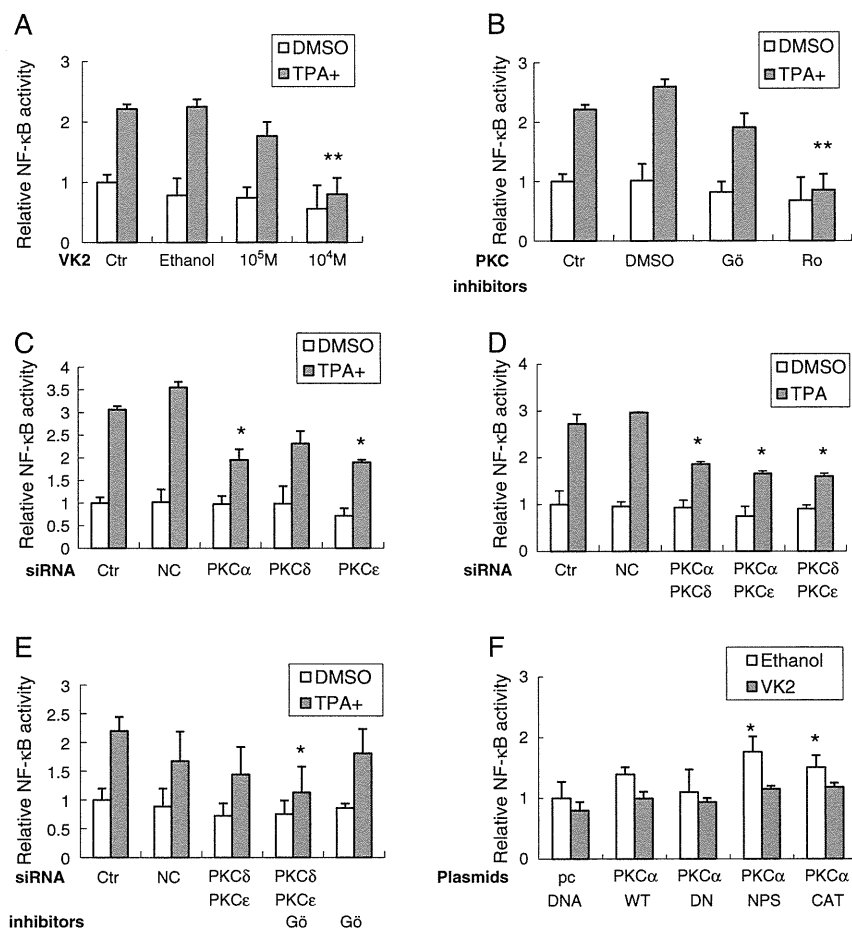 A
Relative NF-κB activity
3
2
1
0
DMSO
TPA+
**
VK2 Ctr Ethanol 10⁵M 10⁴M
B
Relative NF-κB activity
3
2
1
0
DMSO
TPA+
**
PKC Ctr DMSO Gö Ro
inhibitors
C
Relative NF-κB activity
4
3.5
3
2.5
2
1.5
1
0.5
0
DMSO
TPA+
*
*
siRNA Ctr NC PKCα PKCδ PKCε
D
Relative NF-κB activity
4
3
2
1
0
DMSO
TPA
*
*
*
siRNA Ctr NC PKCα PKCα PKCδ
PKCδ PKCε PKCε
E
Relative NF-κB activity
3
2.5
2
1.5
1
0.5
0
DMSO
TPA+
*
siRNA Ctr NC PKCδ PKCδ
PKCε PKCε
inhibitors Gö Gö
F
Relative NF-κB activity
3
2
1
0
Ethanol
VK2
*
*
Plasmids pc PKCα PKCα PKCα PKCα
DNA WT DN NPS CAT